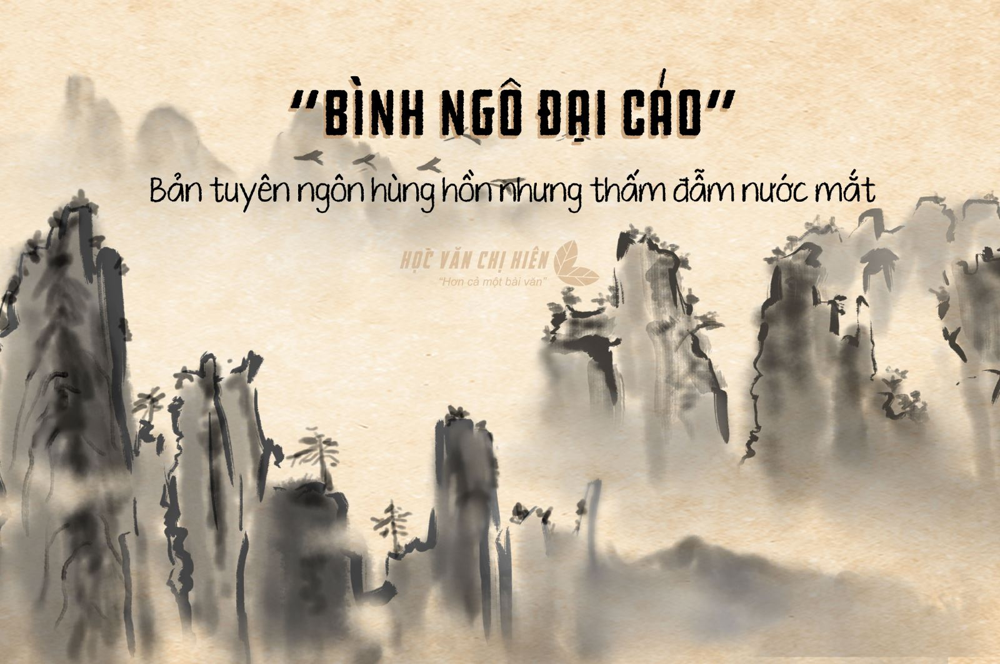 “BÌNH NGÔ ĐẠI CÁO”
Bản tuyên ngôn hùng hồn nhưng thấm đẫm nước mắt
HỌC VĂN CHỊ HIÊN
“Hơn cả một bài văn”